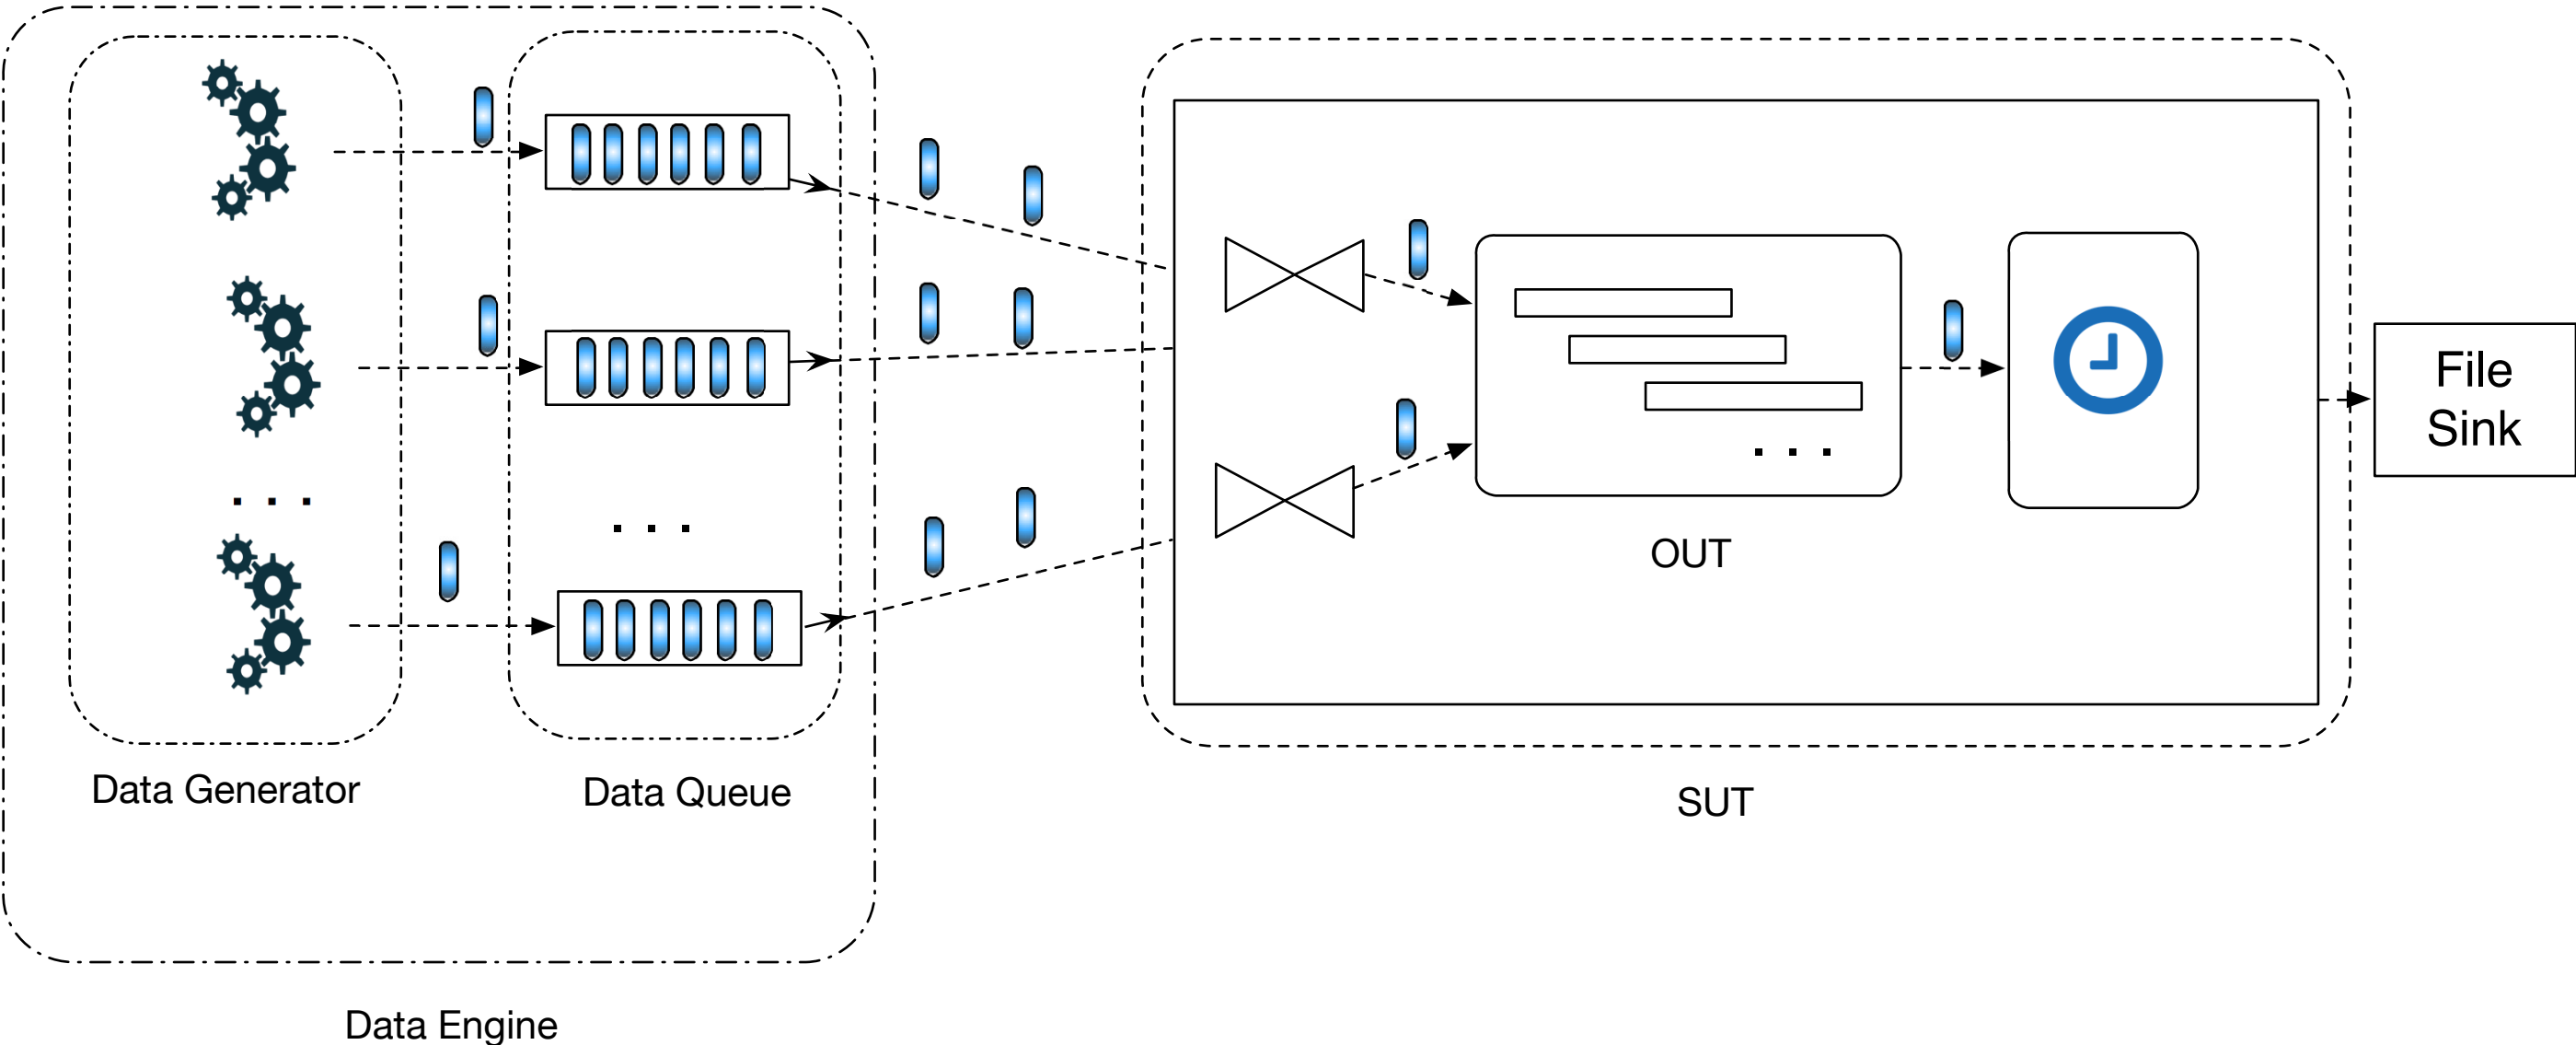 . . .
. . .
. . .
OUT
File
Sink
Data Generator
Data Queue
SUT
Data Engine